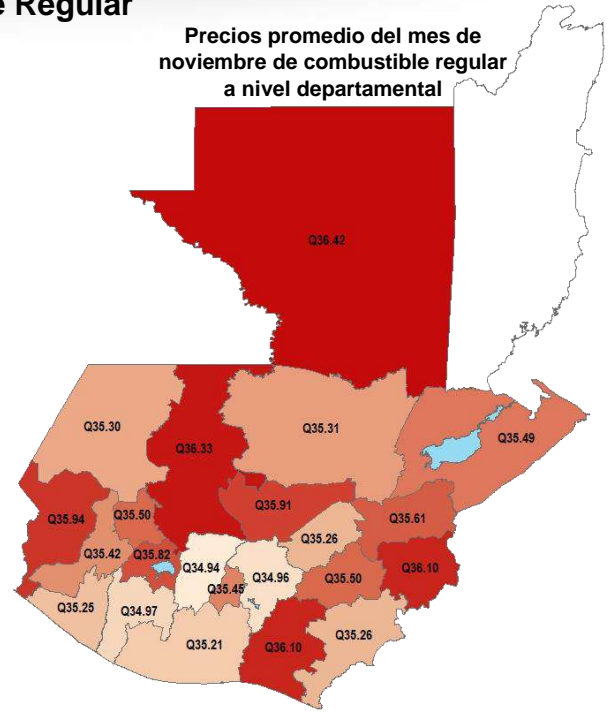 e Regular
Precios promedio del mes de
noviembre de combustible regular
a nivel departamental
Q36.42
Q35.30
Q35.31
Q36.33
Q35.49
Q35.94
Q35.50
Q35.91
Q35.61
Q35.42
Q35.82
Q35.26
Q34.94
Q34.96
Q35.50
Q36.10
Q35.45
Q35.25
Q34.97
Q35.21
Q36.10
Q35.26